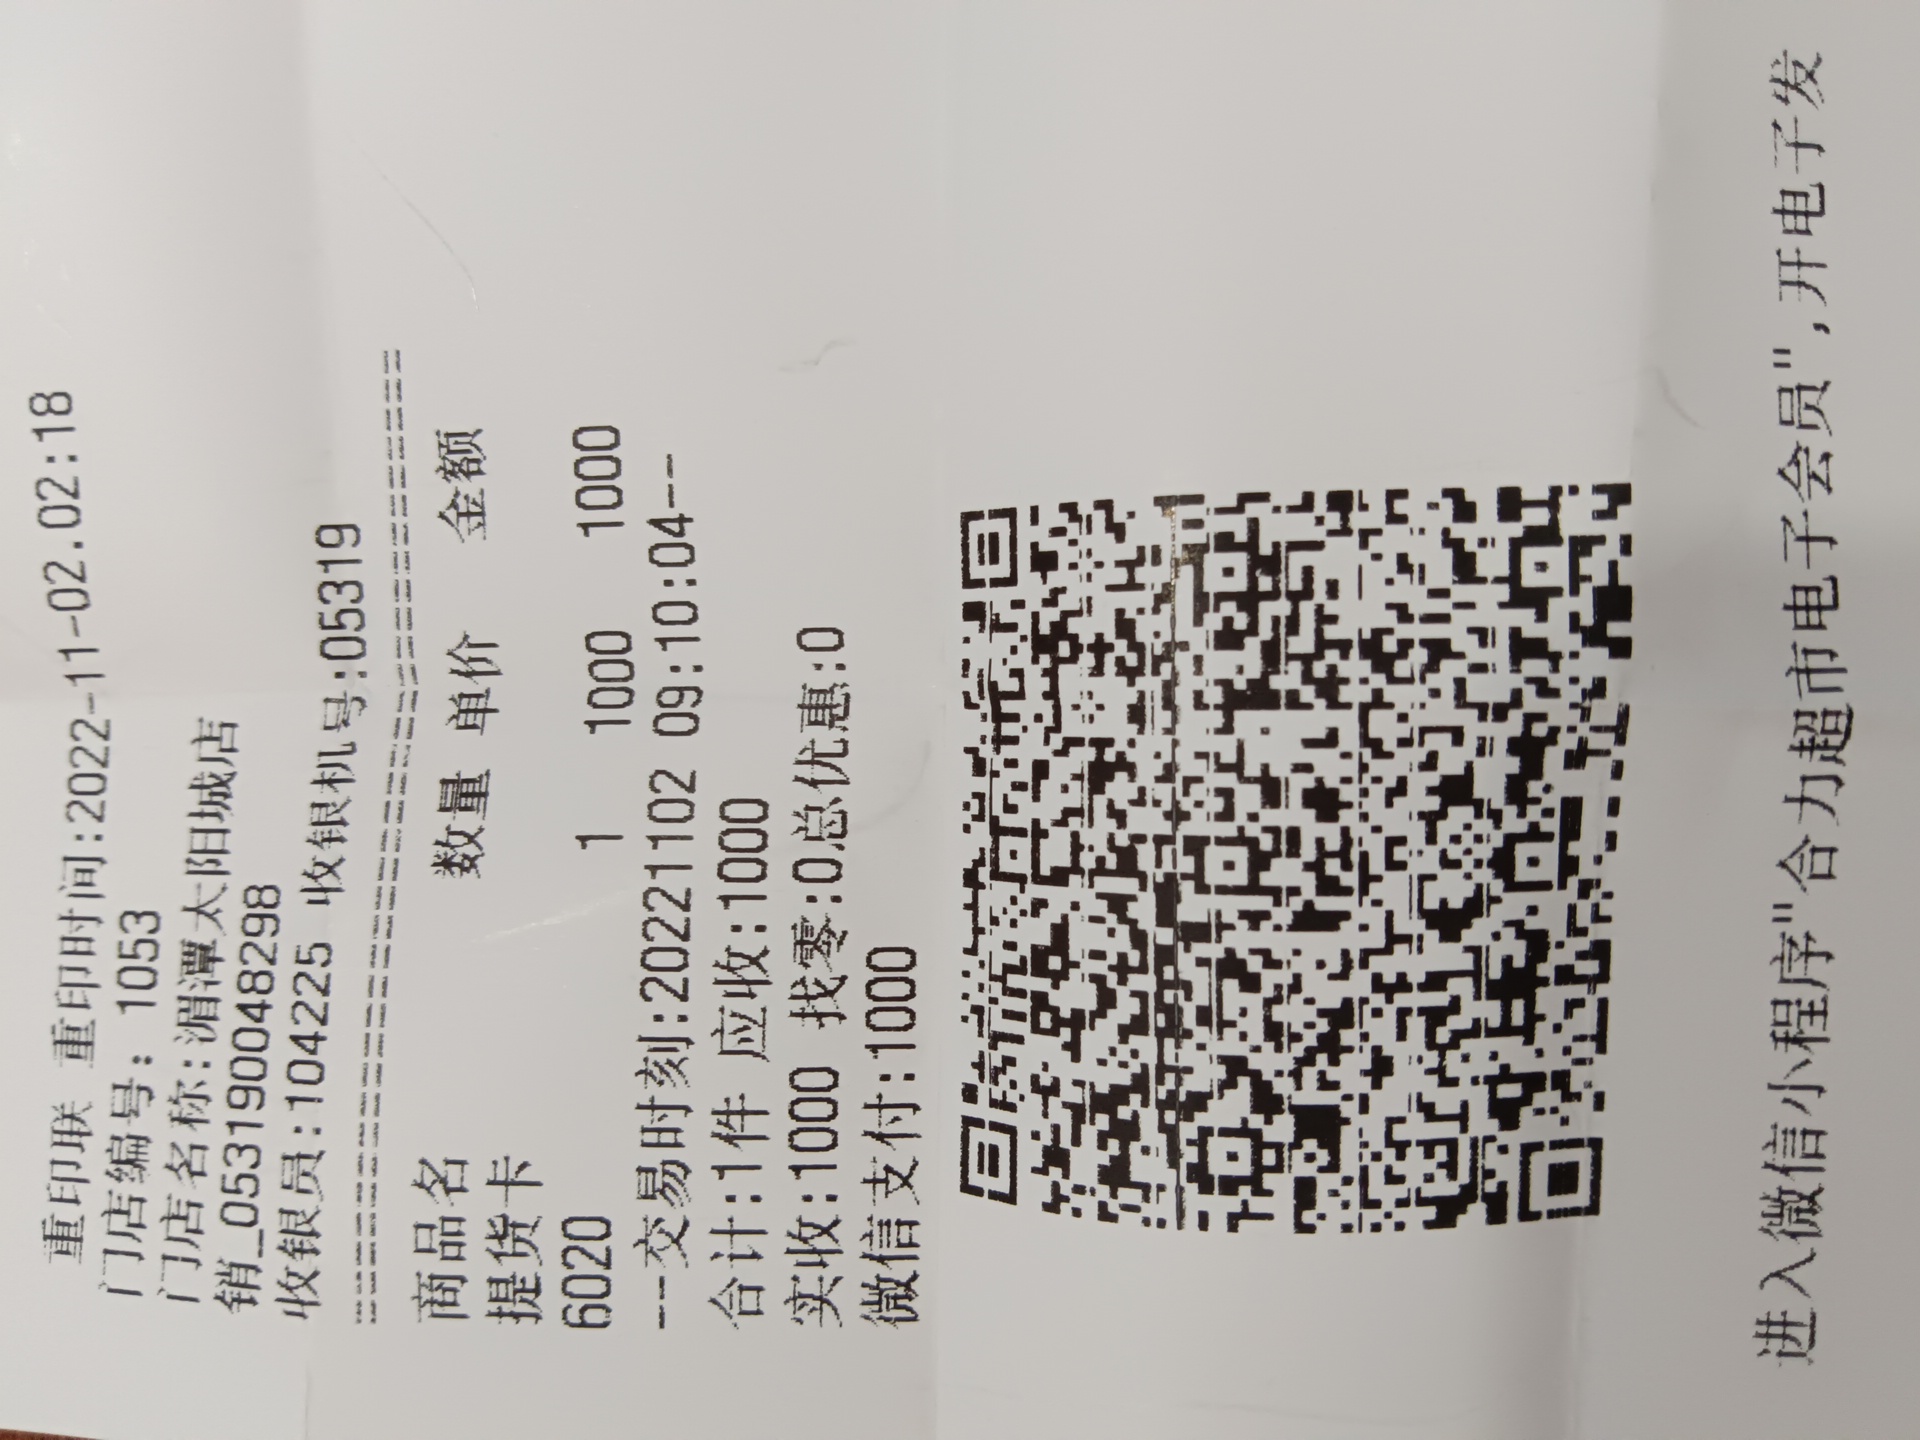 重印联 重印时间:2022-11-02.02:18
门店编号: 1053
门店名称:湄潭太阳城店
销_053190048298
收银员:104225 收银机号:05319
商品名 数量 单价 金额
提货卡
6020 1 1000 1000
--交易时刻:20221102 09:10:04--
合计:1件 应收:1000
实收:1000 找零:0总优惠:0
微信支付:1000
进入微信小程序"合力超市电子会员",开电子发